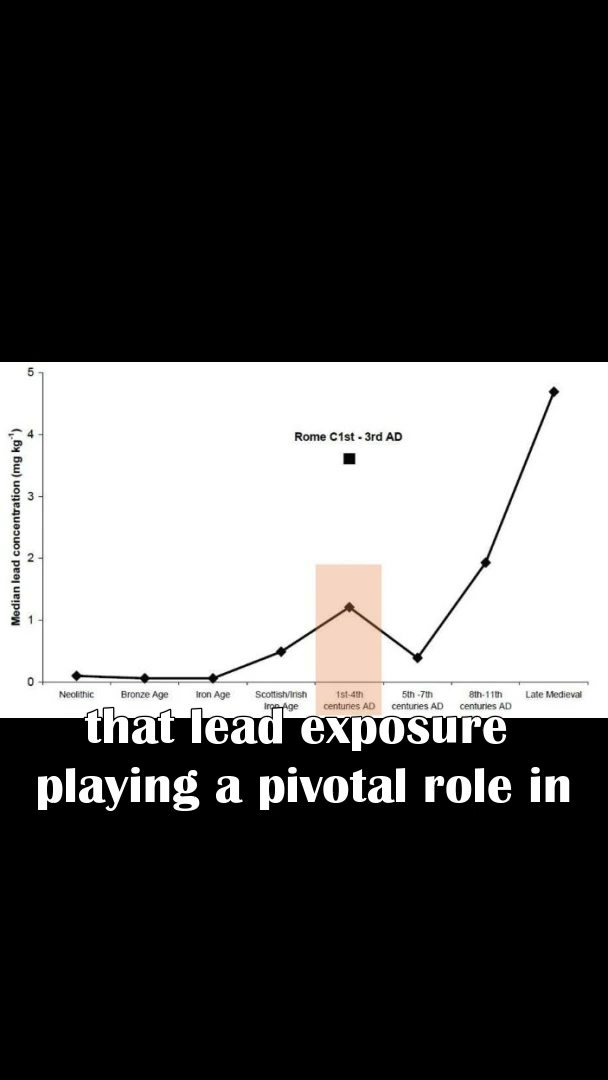 5
Rome C1st - 3rd AD
4
3
2
1
0
Median lead concentration (mg kg-1)
Neolithic
Bronze Age
Iron Age
Scottish/Irish
Iron Age
1st-4th
centuries AD
5th -7th
centuries AD
8th-11th
centuries AD
Late Medieval
that lead exposure
playing a pivotal role in